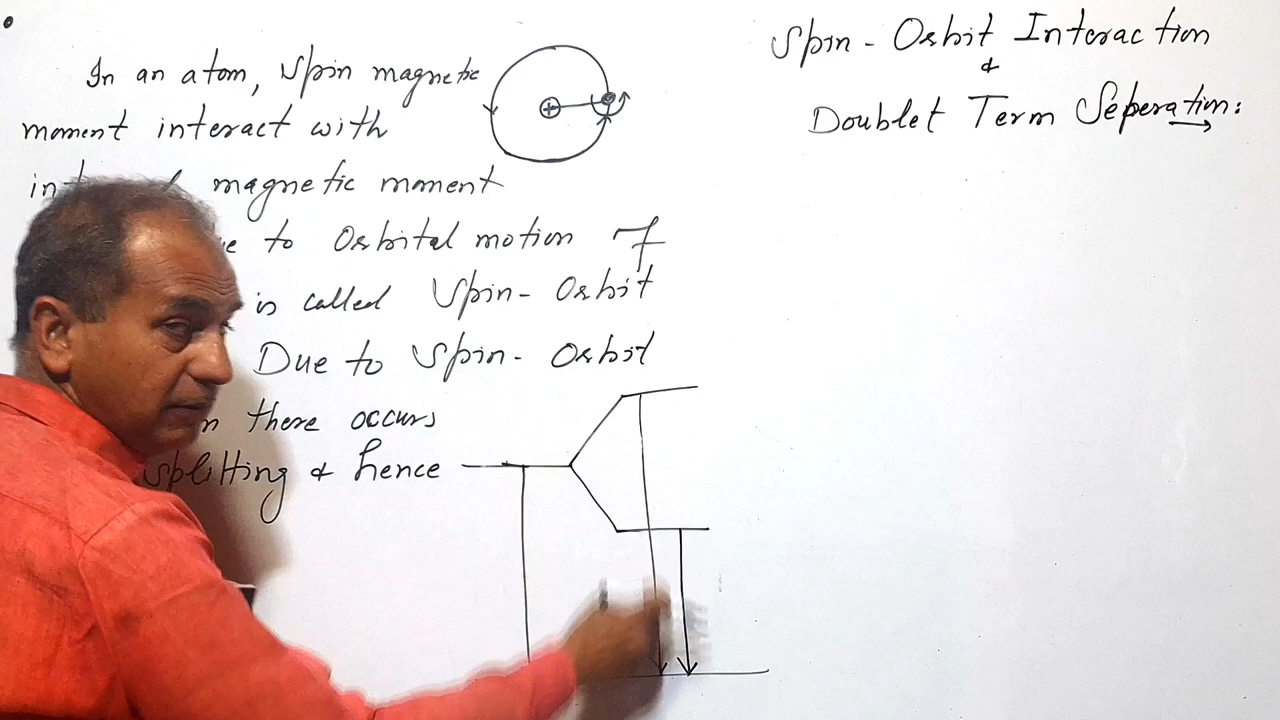 Spin - Orbit Interaction
&
Doublet Term Seperation:
In an atom, Spin magnetic
moment interact with
magnetic moment
to Orbital motion of
is called Spin- Orbit
Due to Spin- Orbit
there occurs
splitting & hence
+